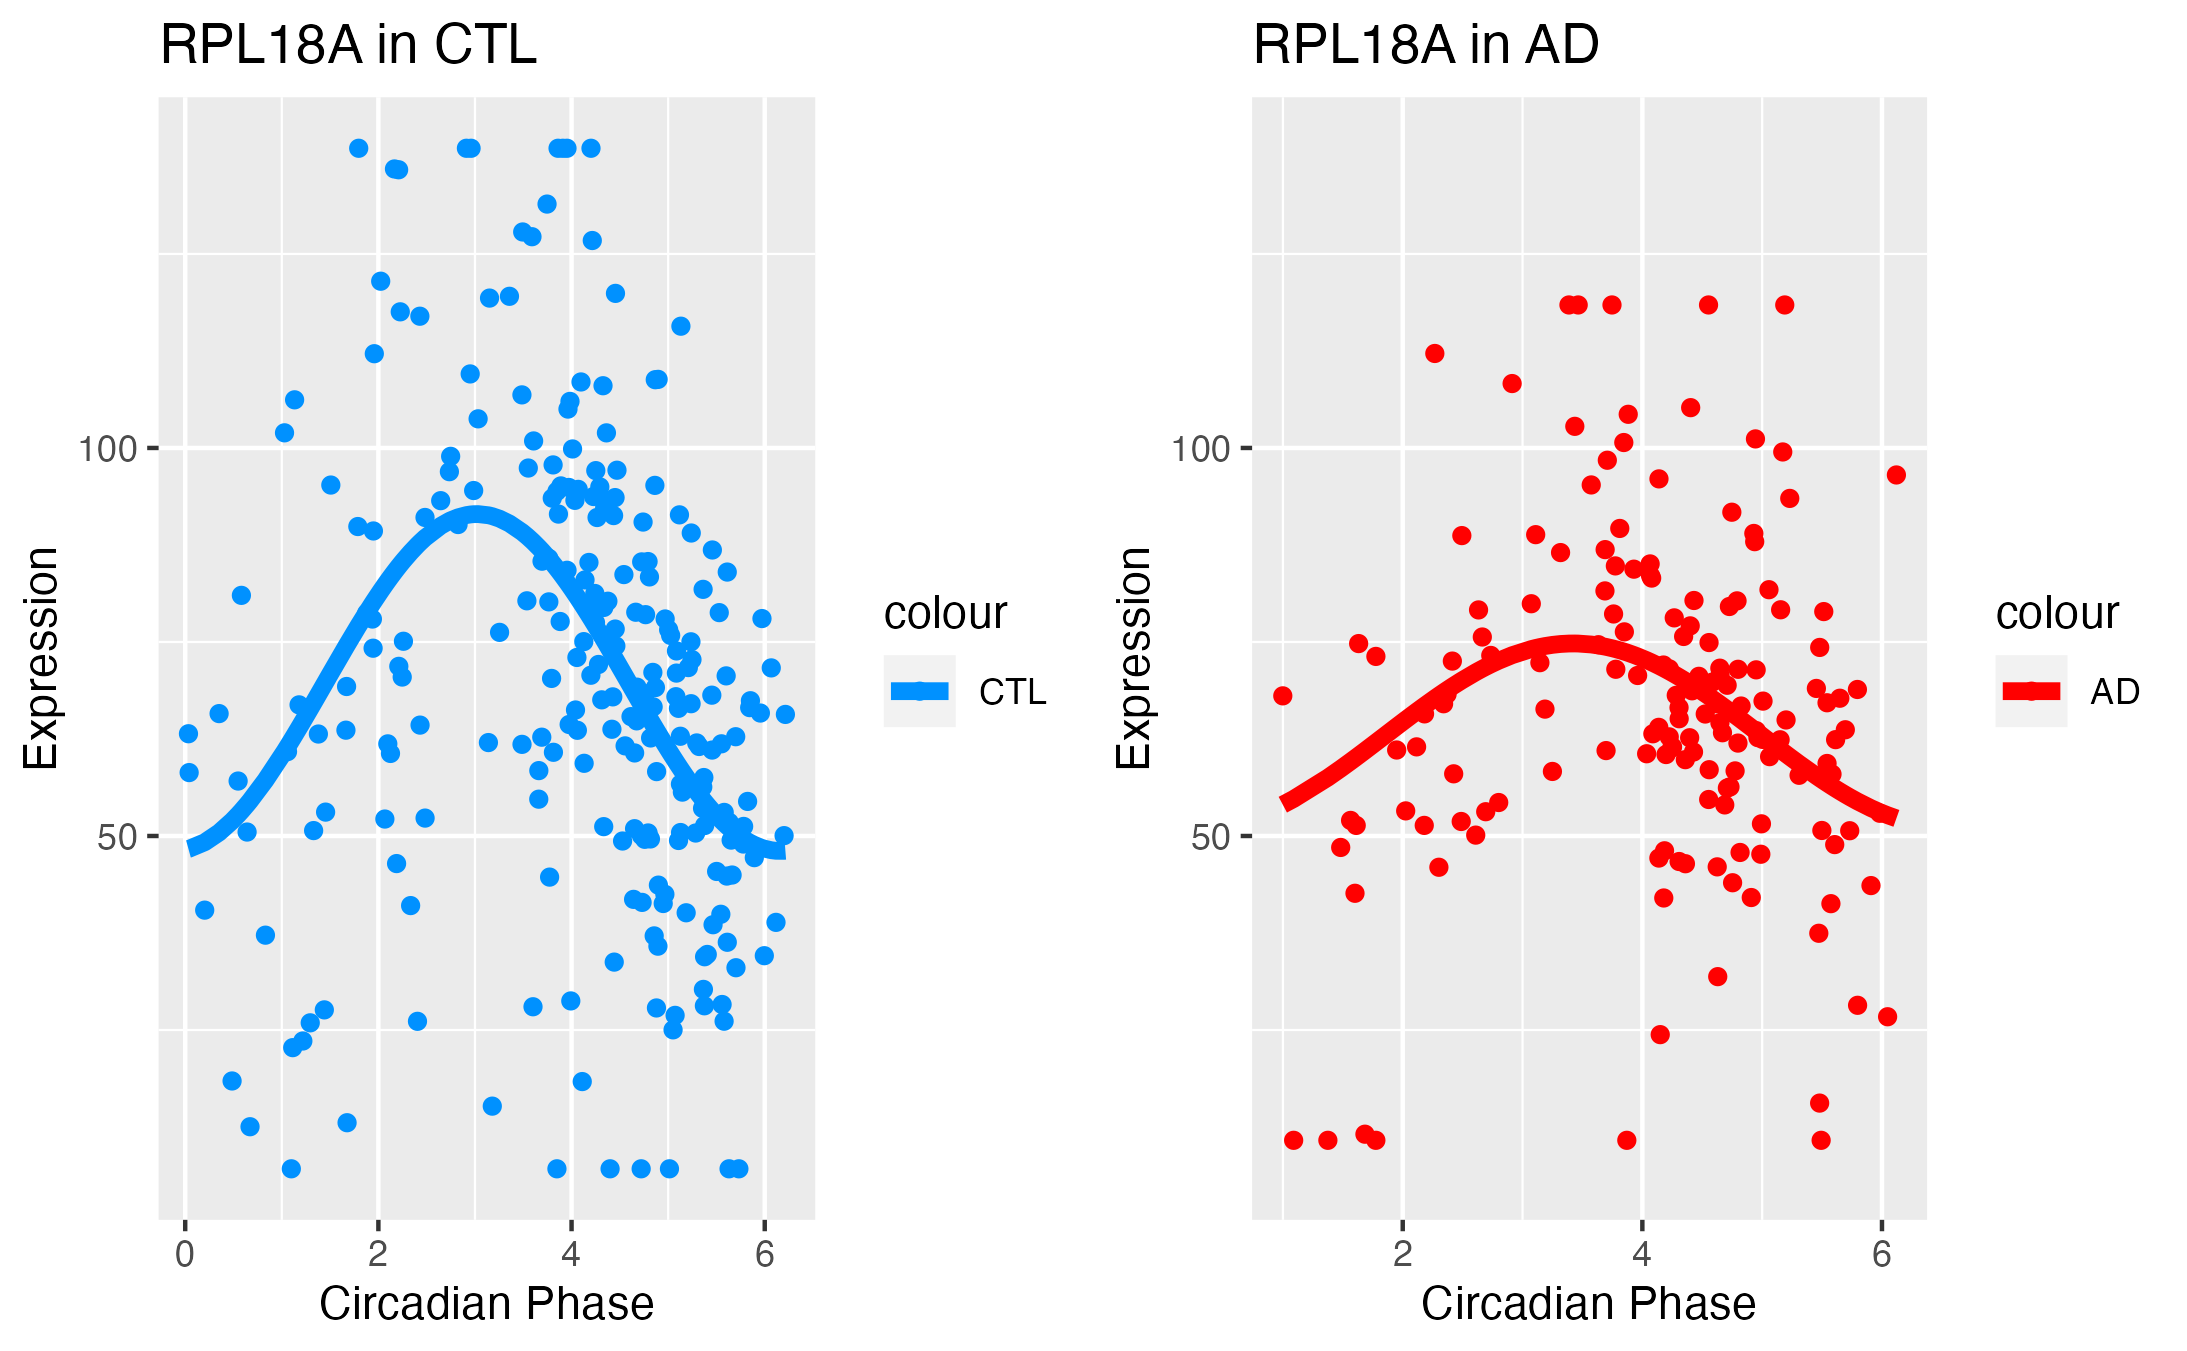 RPL18A in CTL
Expression
100
50
0 2 4 6
Circadian Phase
colour
CTL
RPL18A in AD
Expression
100
50
2 4 6
Circadian Phase
colour
AD